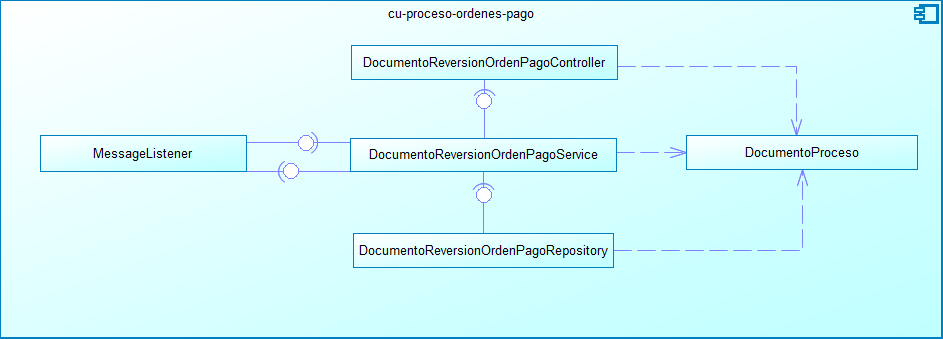 cu-proceso-ordenes-pago
DocumentoReversionOrdenPagoController
MessageListener
DocumentoReversionOrdenPagoService
DocumentoProceso
DocumentoReversionOrdenPagoRepository